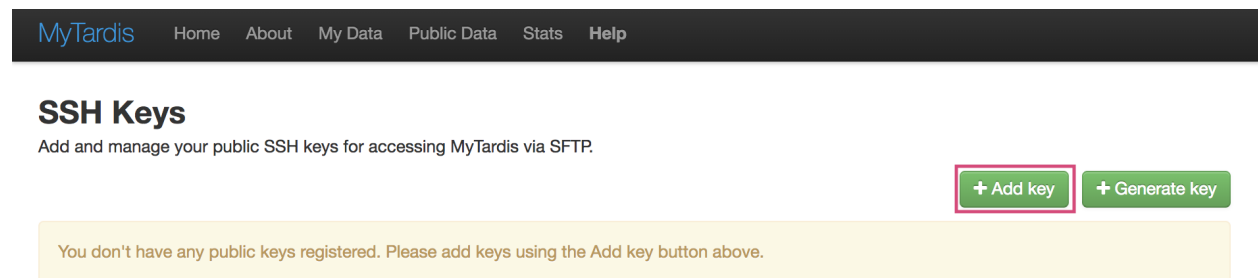 MyTardis Home About My Data Public Data Stats Help
SSH Keys
Add and manage your public SSH keys for accessing MyTardis via SFTP.
+ Add key + Generate key
You don't have any public keys registered. Please add keys using the Add key button above.